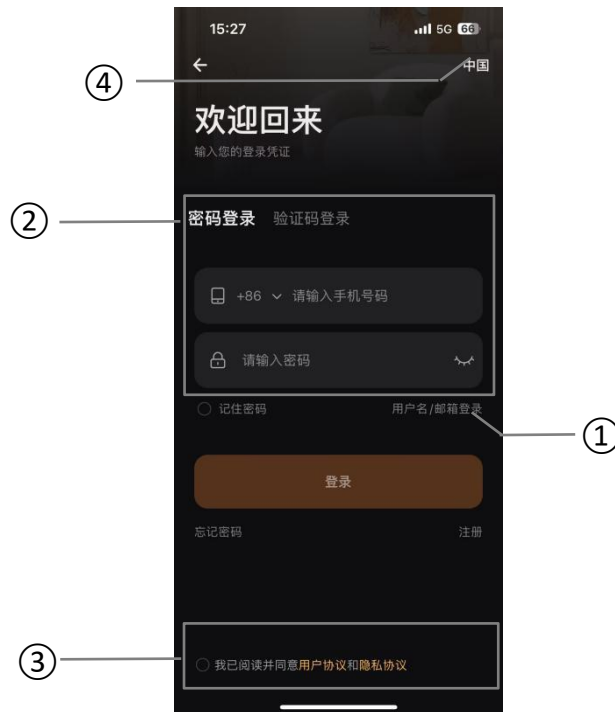 15:27 5G 66
④ 中国
欢迎回来
输入您的登录凭证
② 密码登录 验证码登录
+86 请输入手机号码
请输入密码
记住密码 用户名/邮箱登录
①
登录
忘记密码 注册
③ 我已阅读并同意用户协议和隐私协议